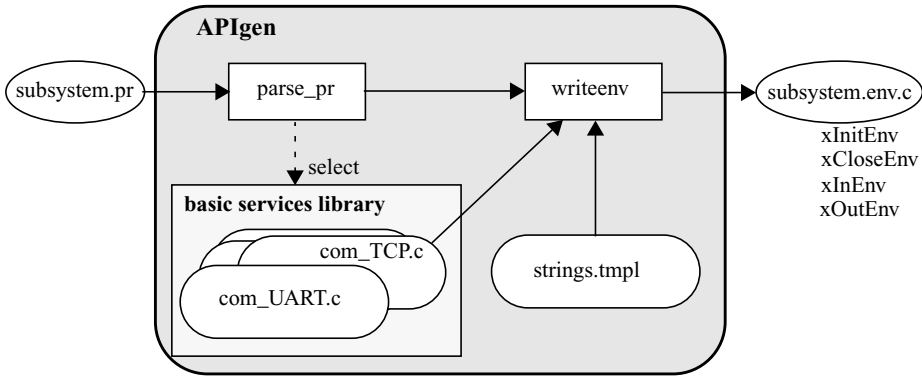 APIgen
subsystem.pr
parse_pr
writeenv
subsystem.env.c
xInitEnv
xCloseEnv
xInEnv
xOutEnv
select
basic services library
com_TCP.c
com_UART.c
strings.tmpl